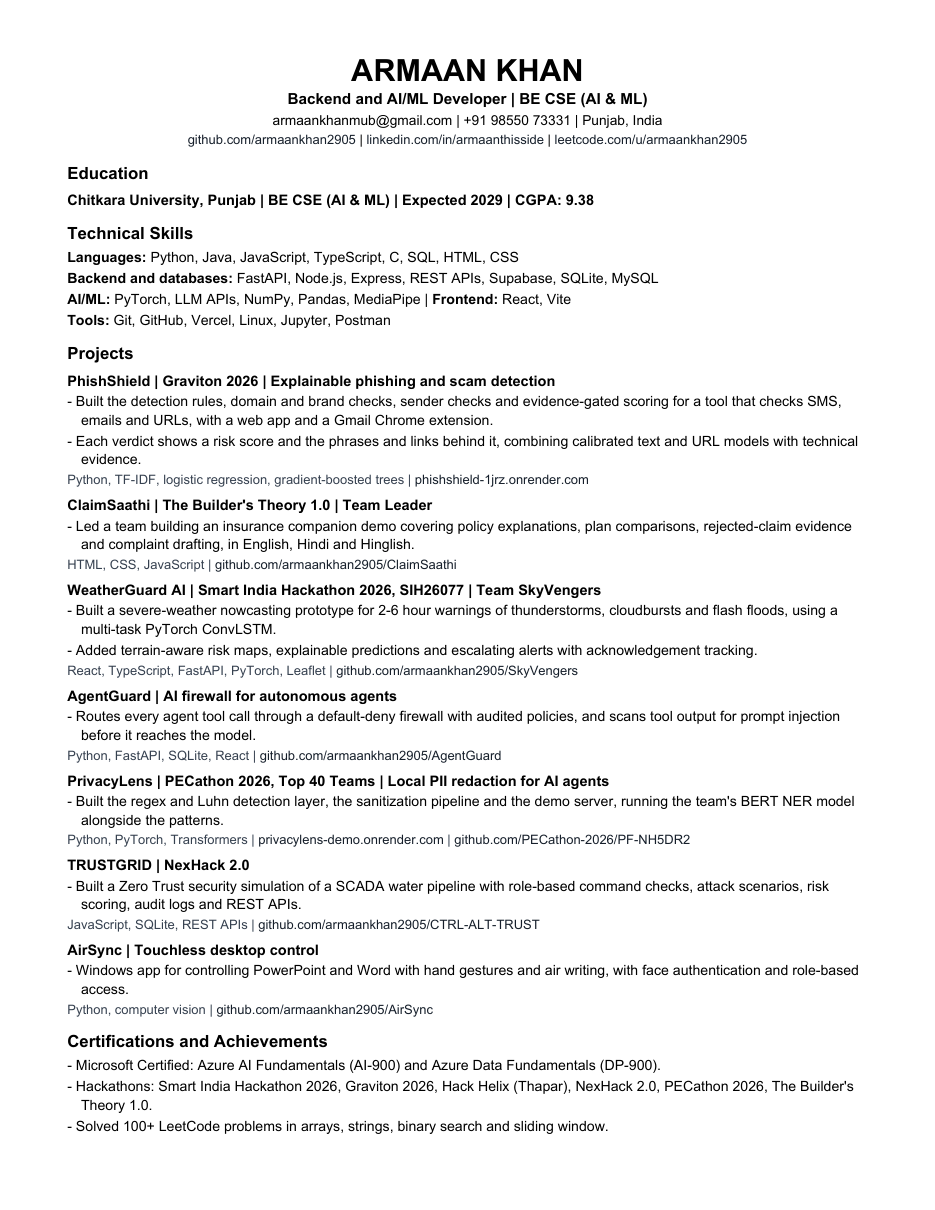 ARMAAN KHAN
Backend and AI/ML Developer | BE CSE (AI & ML)
armaankhanmub@gmail.com | +91 98550 73331 | Punjab, India
github.com/armaankhan2905 | linkedin.com/in/armaanthisside | leetcode.com/u/armaankhan2905
Education
Chitkara University, Punjab | BE CSE (AI & ML) | Expected 2029 | CGPA: 9.38
Technical Skills
Languages: Python, Java, JavaScript, TypeScript, C, SQL, HTML, CSS
Backend and databases: FastAPI, Node.js, Express, REST APIs, Supabase, SQLite, MySQL
AI/ML: PyTorch, LLM APIs, NumPy, Pandas, MediaPipe | Frontend: React, Vite
Tools: Git, GitHub, Vercel, Linux, Jupyter, Postman
Projects
PhishShield | Graviton 2026 | Explainable phishing and scam detection
- Built the detection rules, domain and brand checks, sender checks and evidence-gated scoring for a tool that checks SMS,
emails and URLs, with a web app and a Gmail Chrome extension.
- Each verdict shows a risk score and the phrases and links behind it, combining calibrated text and URL models with technical
evidence.
Python, TF-IDF, logistic regression, gradient-boosted trees | phishshield-1jrz.onrender.com
ClaimSaathi | The Builder's Theory 1.0 | Team Leader
- Led a team building an insurance companion demo covering policy explanations, plan comparisons, rejected-claim evidence
and complaint drafting, in English, Hindi and Hinglish.
HTML, CSS, JavaScript | github.com/armaankhan2905/ClaimSaathi
WeatherGuard AI | Smart India Hackathon 2026, SIH26077 | Team SkyVengers
- Built a severe-weather nowcasting prototype for 2-6 hour warnings of thunderstorms, cloudbursts and flash floods, using a
multi-task PyTorch ConvLSTM.
- Added terrain-aware risk maps, explainable predictions and escalating alerts with acknowledgement tracking.
React, TypeScript, FastAPI, PyTorch, Leaflet | github.com/armaankhan2905/SkyVengers
AgentGuard | AI firewall for autonomous agents
- Routes every agent tool call through a default-deny firewall with audited policies, and scans tool output for prompt injection
before it reaches the model.
Python, FastAPI, SQLite, React | github.com/armaankhan2905/AgentGuard
PrivacyLens | PECathon 2026, Top 40 Teams | Local PII redaction for AI agents
- Built the regex and Luhn detection layer, the sanitization pipeline and the demo server, running the team's BERT NER model
alongside the patterns.
Python, PyTorch, Transformers | privacylens-demo.onrender.com | github.com/PECathon-2026/PF-NH5DR2
TRUSTGRID | NexHack 2.0
- Built a Zero Trust security simulation of a SCADA water pipeline with role-based command checks, attack scenarios, risk
scoring, audit logs and REST APIs.
JavaScript, SQLite, REST APIs | github.com/armaankhan2905/CTRL-ALT-TRUST
AirSync | Touchless desktop control
- Windows app for controlling PowerPoint and Word with hand gestures and air writing, with face authentication and role-based
access.
Python, computer vision | github.com/armaankhan2905/AirSync
Certifications and Achievements
- Microsoft Certified: Azure AI Fundamentals (AI-900) and Azure Data Fundamentals (DP-900).
- Hackathons: Smart India Hackathon 2026, Graviton 2026, Hack Helix (Thapar), NexHack 2.0, PECathon 2026, The Builder's
Theory 1.0.
- Solved 100+ LeetCode problems in arrays, strings, binary search and sliding window.